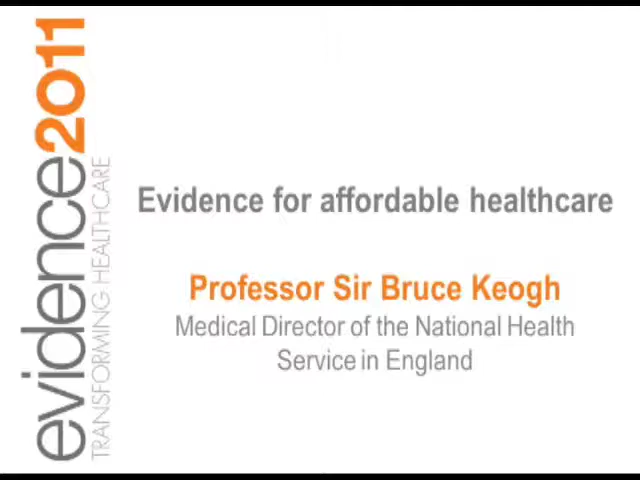 evidence2011
TRANSFORMING HEALTHCARE
Evidence for affordable healthcare
Professor Sir Bruce Keogh
Medical Director of the National Health
Service in England